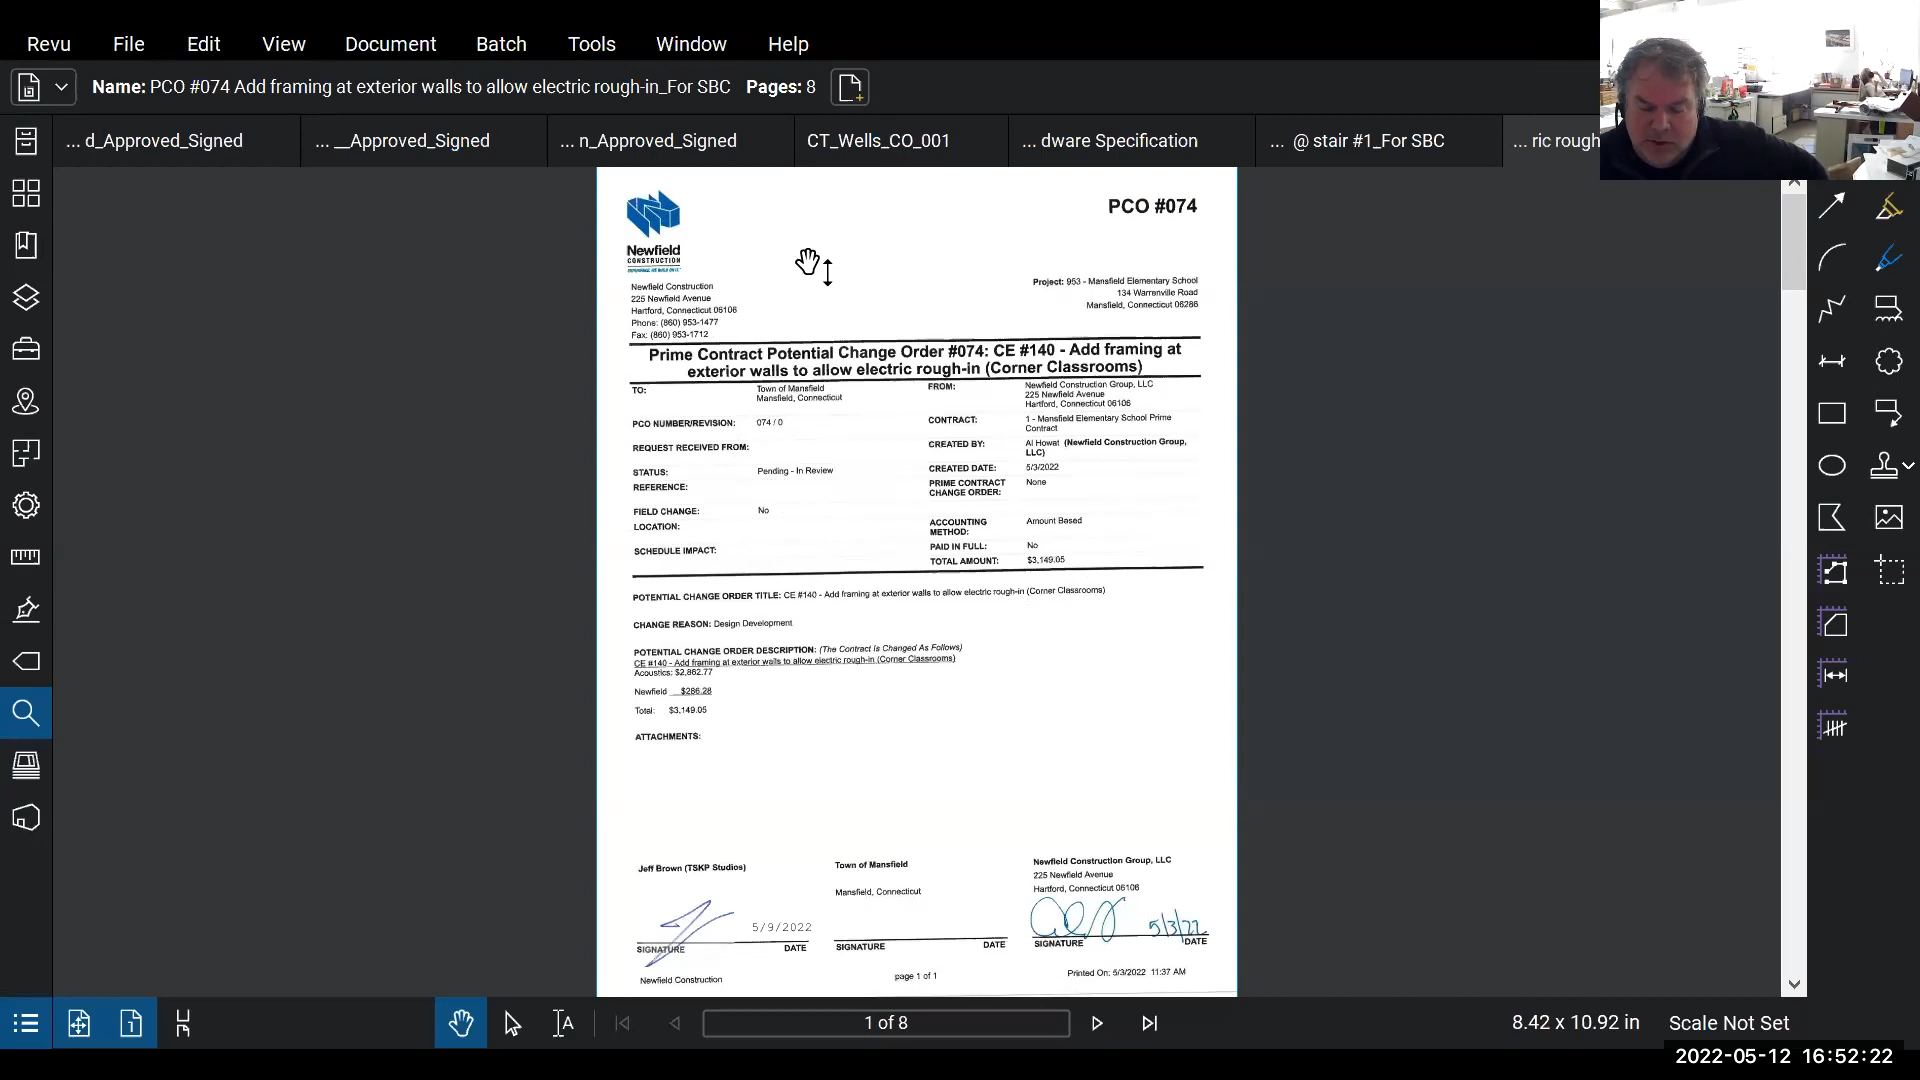 Revu File Edit View Document Batch Tools Window Help
Name: PCO #074 Add framing at exterior walls to allow electric rough-in_For SBC Pages: 8
... d_Approved_Signed ... __Approved_Signed ... n_Approved_Signed CT_Wells_CO_001 ... dware Specification ... @ stair #1_For SBC ... ric rough
PCO #074
Newfield
CONSTRUCTION
Newfield Construction
225 Newfield Avenue
Hartford, Connecticut 06106
Phone: (860) 953-1477
Fax: (860) 953-1712
Project: 953 - Mansfield Elementary School
134 Warrenville Road
Mansfield, Connecticut 06268
Prime Contract Potential Change Order #074: CE #140 - Add framing at
exterior walls to allow electric rough-in (Corner Classrooms)
TO: Town of Mansfield
Mansfield, Connecticut
FROM: Newfield Construction Group, LLC
225 Newfield Avenue
Hartford, Connecticut 06106
PCO NUMBER/REVISION: 074 / 0
CONTRACT: 1 - Mansfield Elementary School Prime
Contract
REQUEST RECEIVED FROM:
CREATED BY: Al Howat (Newfield Construction Group,
LLC)
STATUS: Pending - In Review
CREATED DATE: 5/3/2022
REFERENCE:
PRIME CONTRACT
CHANGE ORDER: None
FIELD CHANGE: No
LOCATION:
ACCOUNTING
METHOD: Amount Based
SCHEDULE IMPACT:
PAID IN FULL: No
TOTAL AMOUNT: $3,149.05
POTENTIAL CHANGE ORDER TITLE: CE #140 - Add framing at exterior walls to allow electric rough-in (Corner Classrooms)
CHANGE REASON: Design Development
POTENTIAL CHANGE ORDER DESCRIPTION: (The Contract Is Changed As Follows)
CE #140 - Add framing at exterior walls to allow electric rough-in (Corner Classrooms)
Acoustics: $2,862.77
Newfield $286.28
Total: $3,149.05
ATTACHMENTS:
Jeff Brown (TSKP Studios)
Town of Mansfield
Mansfield, Connecticut
Newfield Construction Group, LLC
225 Newfield Avenue
Hartford, Connecticut 06106
5/9/2022
5/3/22
SIGNATURE DATE SIGNATURE DATE SIGNATURE DATE
Newfield Construction page 1 of 1 Printed On: 5/3/2022 11:37 AM
1 of 8 8.42 x 10.92 in Scale Not Set
2022-05-12 16:52:22